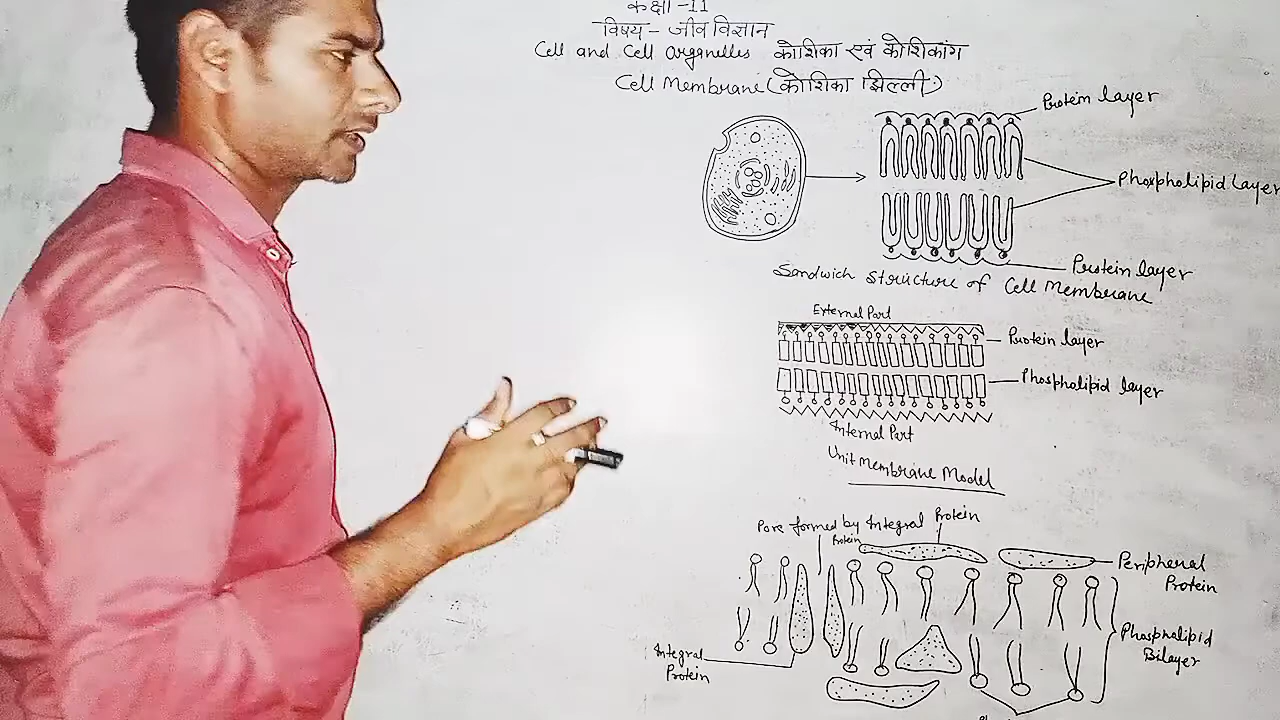 कक्षा -11
विषय - जीव विज्ञान
Cell and Cell Organelles कोशिका एवं कोशिकांग
Cell Membrane (कोशिका झिल्ली)
Protein layer
Phospholipid Layer
Protein layer
Sandwich Structure of Cell Membrane
External Part
Protein layer
Phospholipid layer
Internal Part
Unit Membrane Model
Pore formed by Integral Protein
Protein
Peripheral
Protein
Phospholipid
Bilayer
Integral
Protein